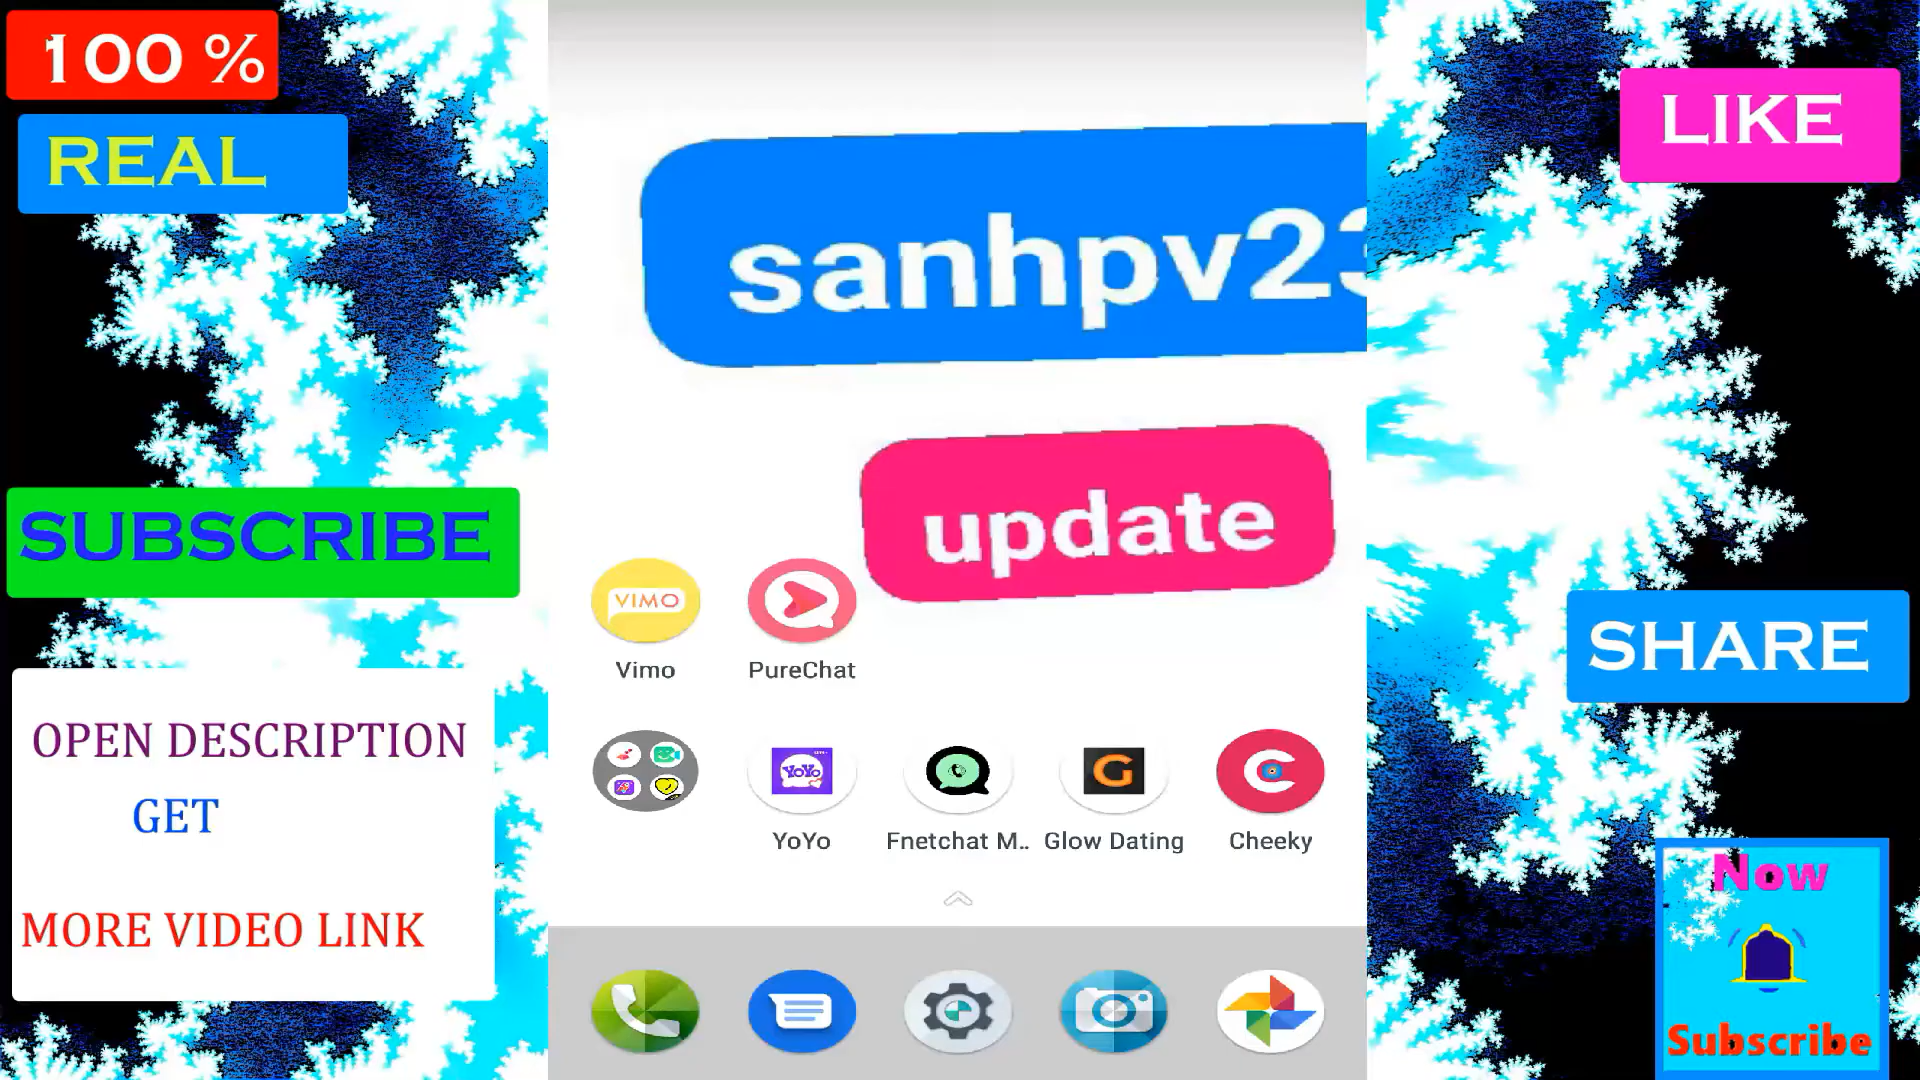 100 %
REAL
SUBSCRIBE
OPEN DESCRIPTION
GET
MORE VIDEO LINK
sanhpv23
update
VIMO
Vimo
PureChat
YoYo
YoYo
Fnetchat M..
G
Glow Dating
C
Cheeky
LIKE
SHARE
Now
Subscribe